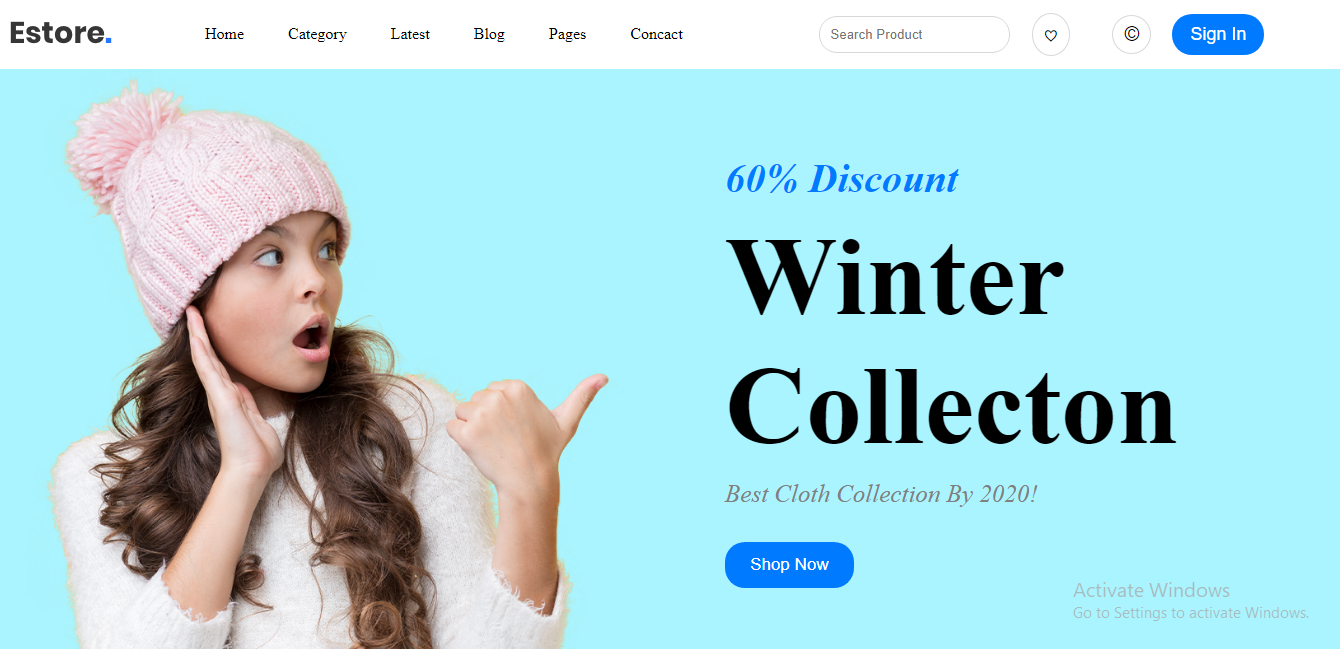 Estore.
Home Category Latest Blog Pages Concact
Search Product
©
Sign In
60% Discount
Winter
Collecton
Best Cloth Collection By 2020!
Shop Now
Activate Windows
Go to Settings to activate Windows.